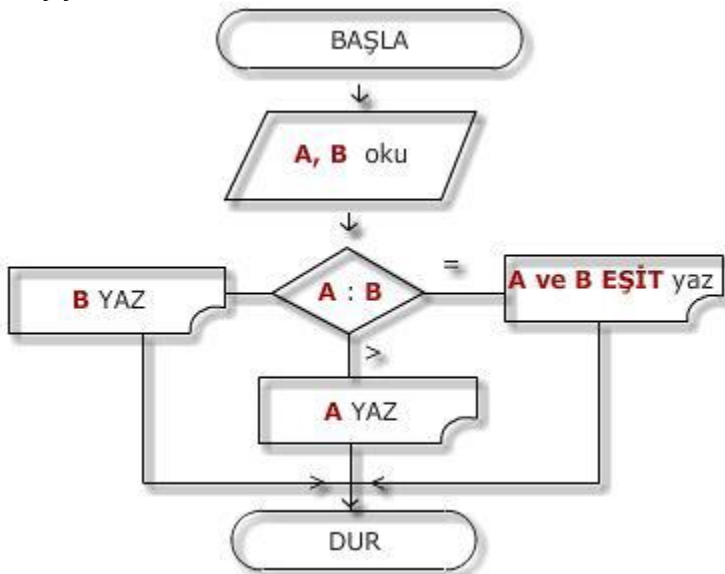 BAŞLA
A, B oku
A : B
=
B YAZ
A ve B EŞİT yaz
>
A YAZ
DUR